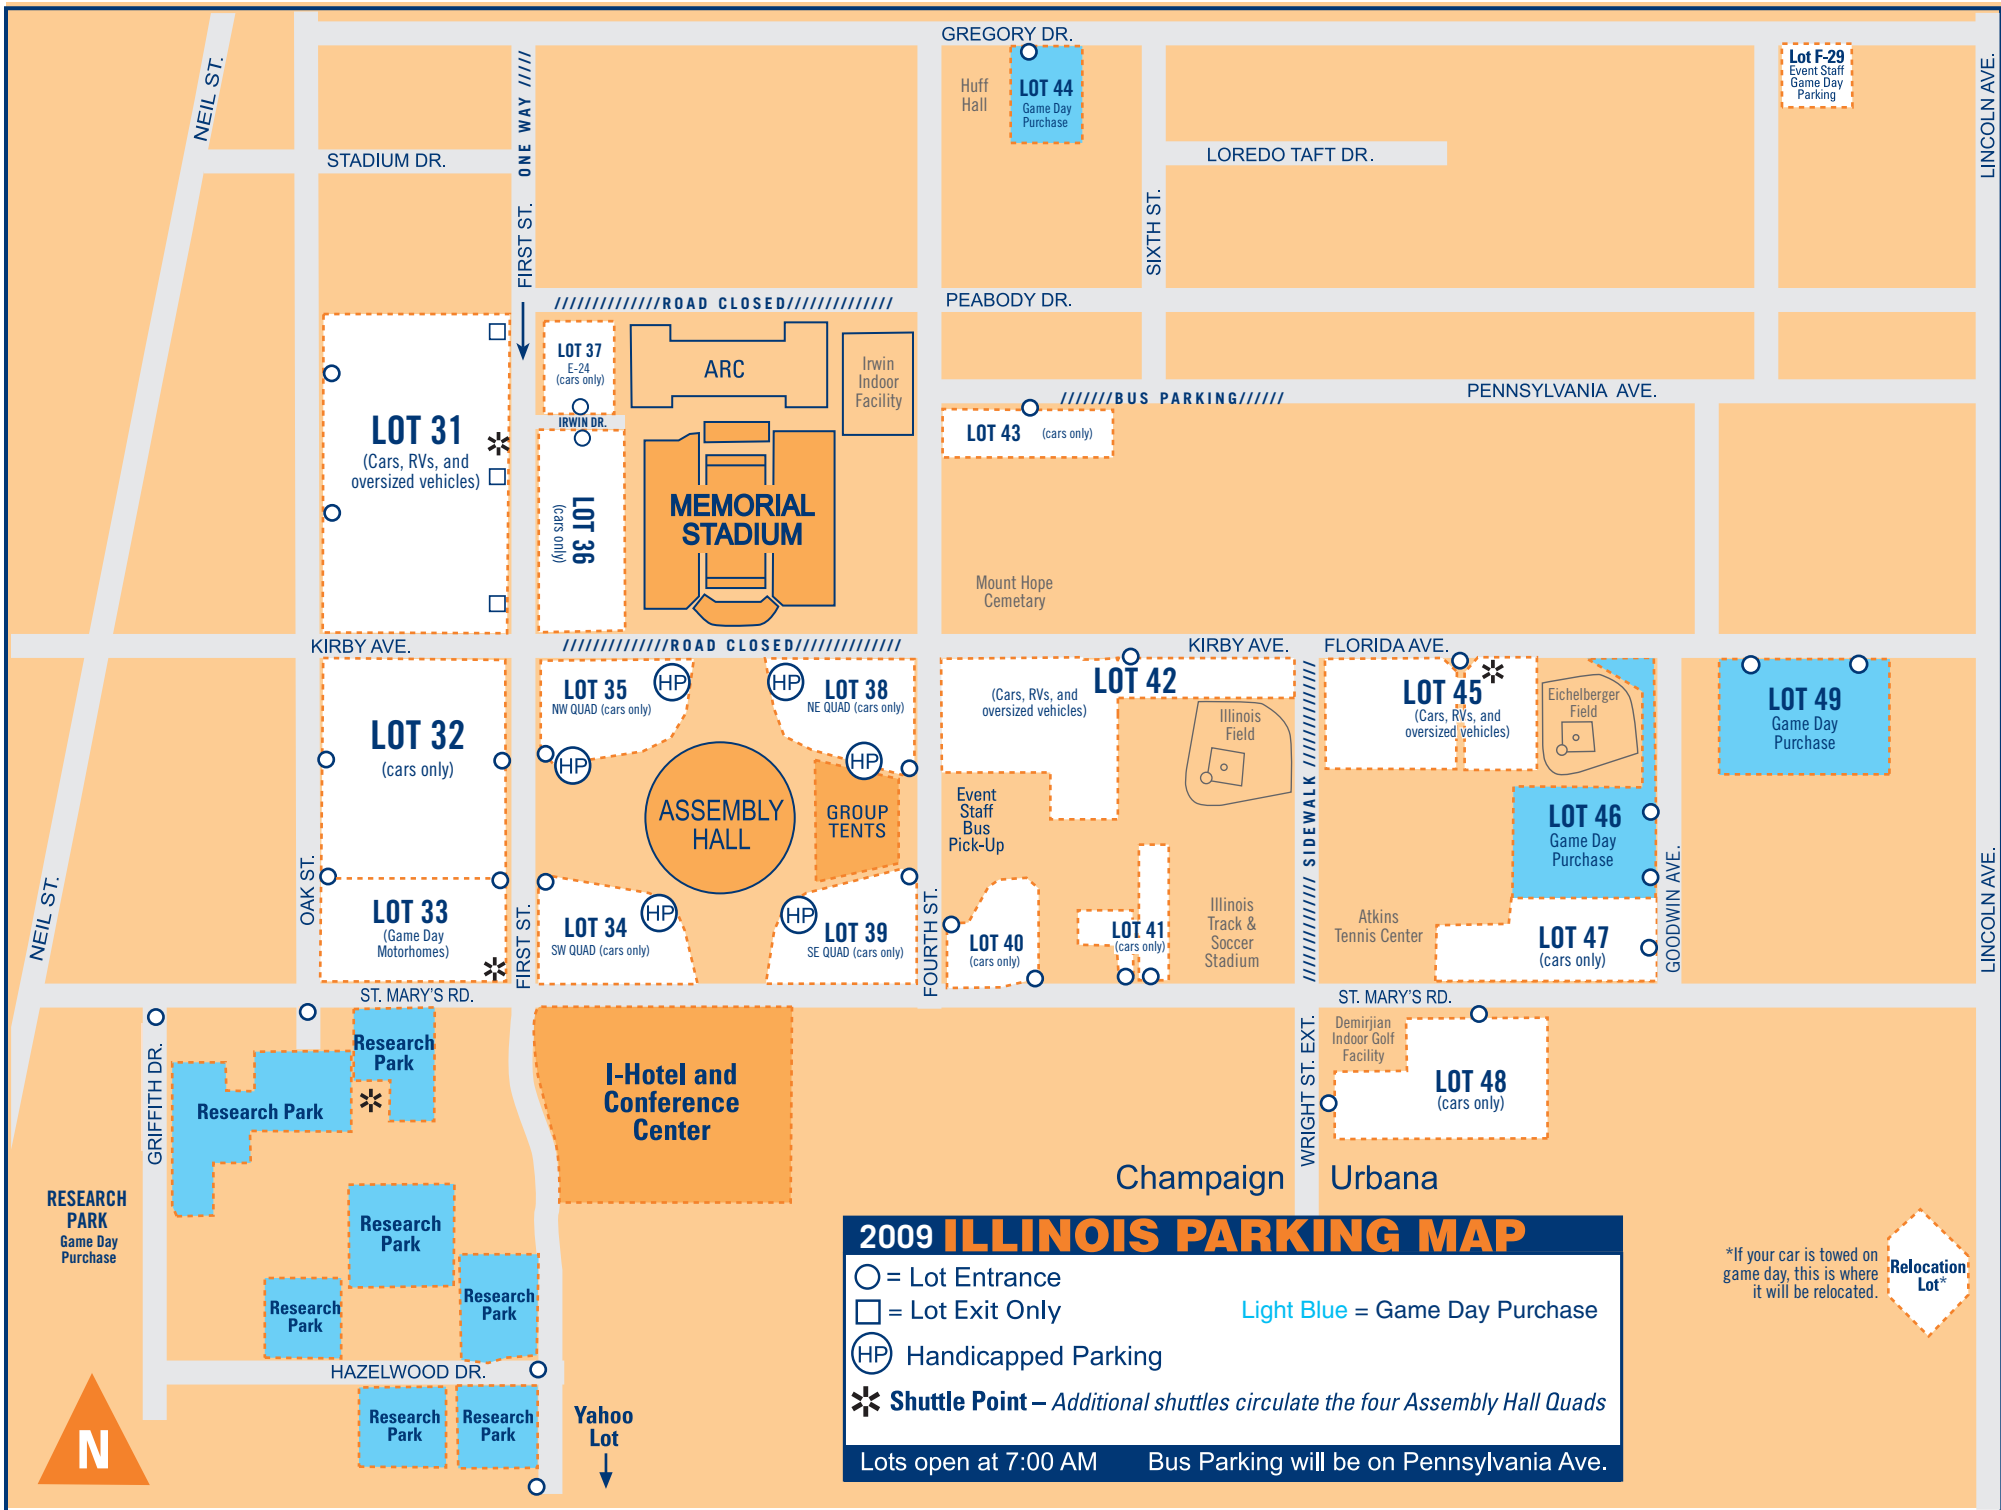 GREGORY DR.
NEIL ST.
ONE WAY /////
Huff
Hall
LOT 44
Game Day
Purchase
Lot F-29
Event Staff
Game Day
Parking
LINCOLN AVE.
STADIUM DR.
LOREDO TAFT DR.
FIRST ST.
SIXTH ST.
//////////////ROAD CLOSED//////////////
PEABODY DR.
LOT 37
E-24
(cars only)
ARC
Irwin
Indoor
Facility
PENNSYLVANIA AVE.
///////BUS PARKING//////
IRWIN DR.
LOT 31
(Cars, RVs, and
oversized vehicles)
LOT 43 (cars only)
LOT 36
(cars only)
MEMORIAL
STADIUM
Mount Hope
Cemetary
KIRBY AVE.
//////////////ROAD CLOSED//////////////
KIRBY AVE.
FLORIDA AVE.
LOT 35
NW QUAD (cars only)
HP
HP
LOT 38
NE QUAD (cars only)
LOT 42
(Cars, RVs, and
oversized vehicles)
LOT 45
(Cars, RVs, and
oversized vehicles)
Eichelberger
Field
LOT 49
Game Day
Purchase
Illinois
Field
LOT 32
(cars only)
HP
HP
ASSEMBLY
HALL
GROUP
TENTS
Event
Staff
Bus
Pick-Up
///////// SIDEWALK /////////
LOT 46
Game Day
Purchase
OAK ST.
NEIL ST.
LOT 33
(Game Day
Motorhomes)
FIRST ST.
LOT 34
SW QUAD (cars only)
HP
HP
LOT 39
SE QUAD (cars only)
FOURTH ST.
LOT 40
(cars only)
LOT 41
(cars only)
Illinois
Track &
Soccer
Stadium
Atkins
Tennis Center
LOT 47
(cars only)
GOODWIN AVE.
LINCOLN AVE.
ST. MARY'S RD.
ST. MARY'S RD.
GRIFFITH DR.
Research
Park
Research Park
I-Hotel and
Conference
Center
WRIGHT ST. EXT.
Demirjian
Indoor Golf
Facility
LOT 48
(cars only)
Champaign
Urbana
RESEARCH
PARK
Game Day
Purchase
Research
Park
Research
Park
Research
Park
HAZELWOOD DR.
Research
Park
Research
Park
Yahoo
Lot
N
*If your car is towed on
game day, this is where
it will be relocated.
Relocation
Lot*
2009 ILLINOIS PARKING MAP
= Lot Entrance
= Lot Exit Only
Light Blue = Game Day Purchase
HP Handicapped Parking
Shuttle Point – Additional shuttles circulate the four Assembly Hall Quads
Lots open at 7:00 AM Bus Parking will be on Pennsylvania Ave.